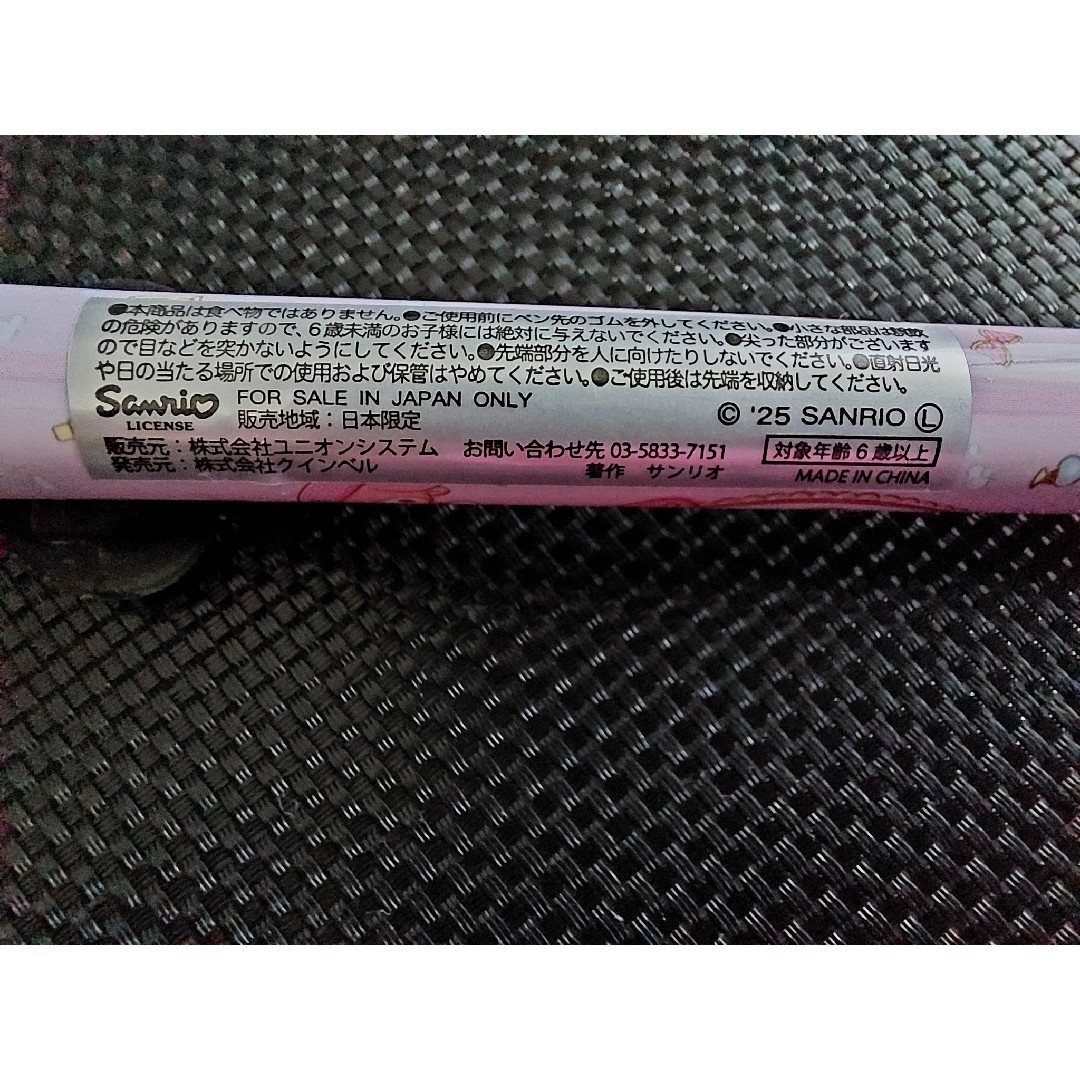 ●本商品は食べ物ではありません。●ご使用前にペン先のゴムを外してください。●小さな部品は誤飲
の危険がありますので、6歳未満のお子様には絶対に与えないでください。●尖った部分がございます
ので目などを突かないようにしてください。●先端部分を人に向けたりしないでください。●直射日光
や日の当たる場所での使用および保管はやめてください。●ご使用後は先端を収納してください。
Sanrio
LICENSE
FOR SALE IN JAPAN ONLY
販売地域：日本限定
© '25 SANRIO Ⓛ
販売元：株式会社ユニオンシステム お問い合わせ先 03-5833-7151
発売元：株式会社クインベル 著作 サンリオ
対象年齢 6 歳以上
MADE IN CHINA